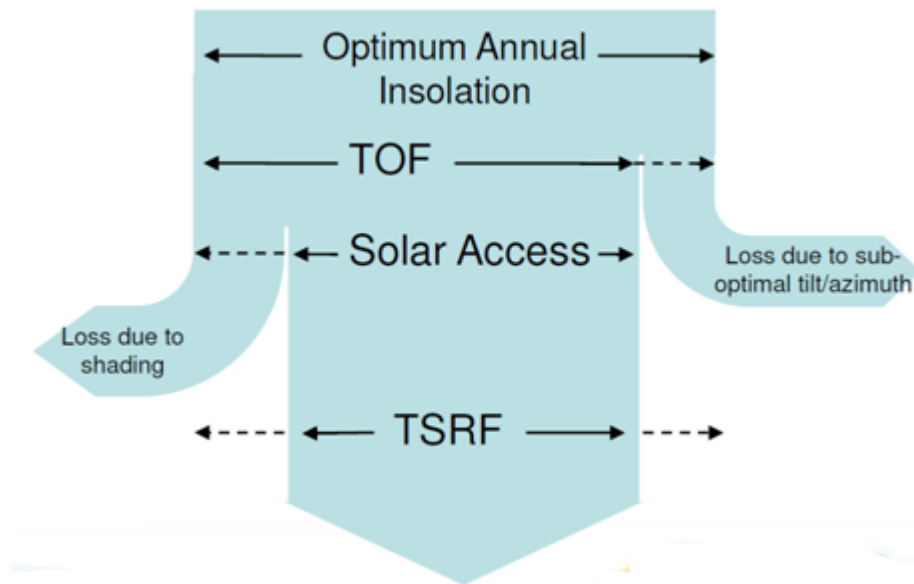 Optimum Annual
Insolation
TOF
Solar Access
Loss due to sub-
optimal tilt/azimuth
Loss due to
shading
TSRF